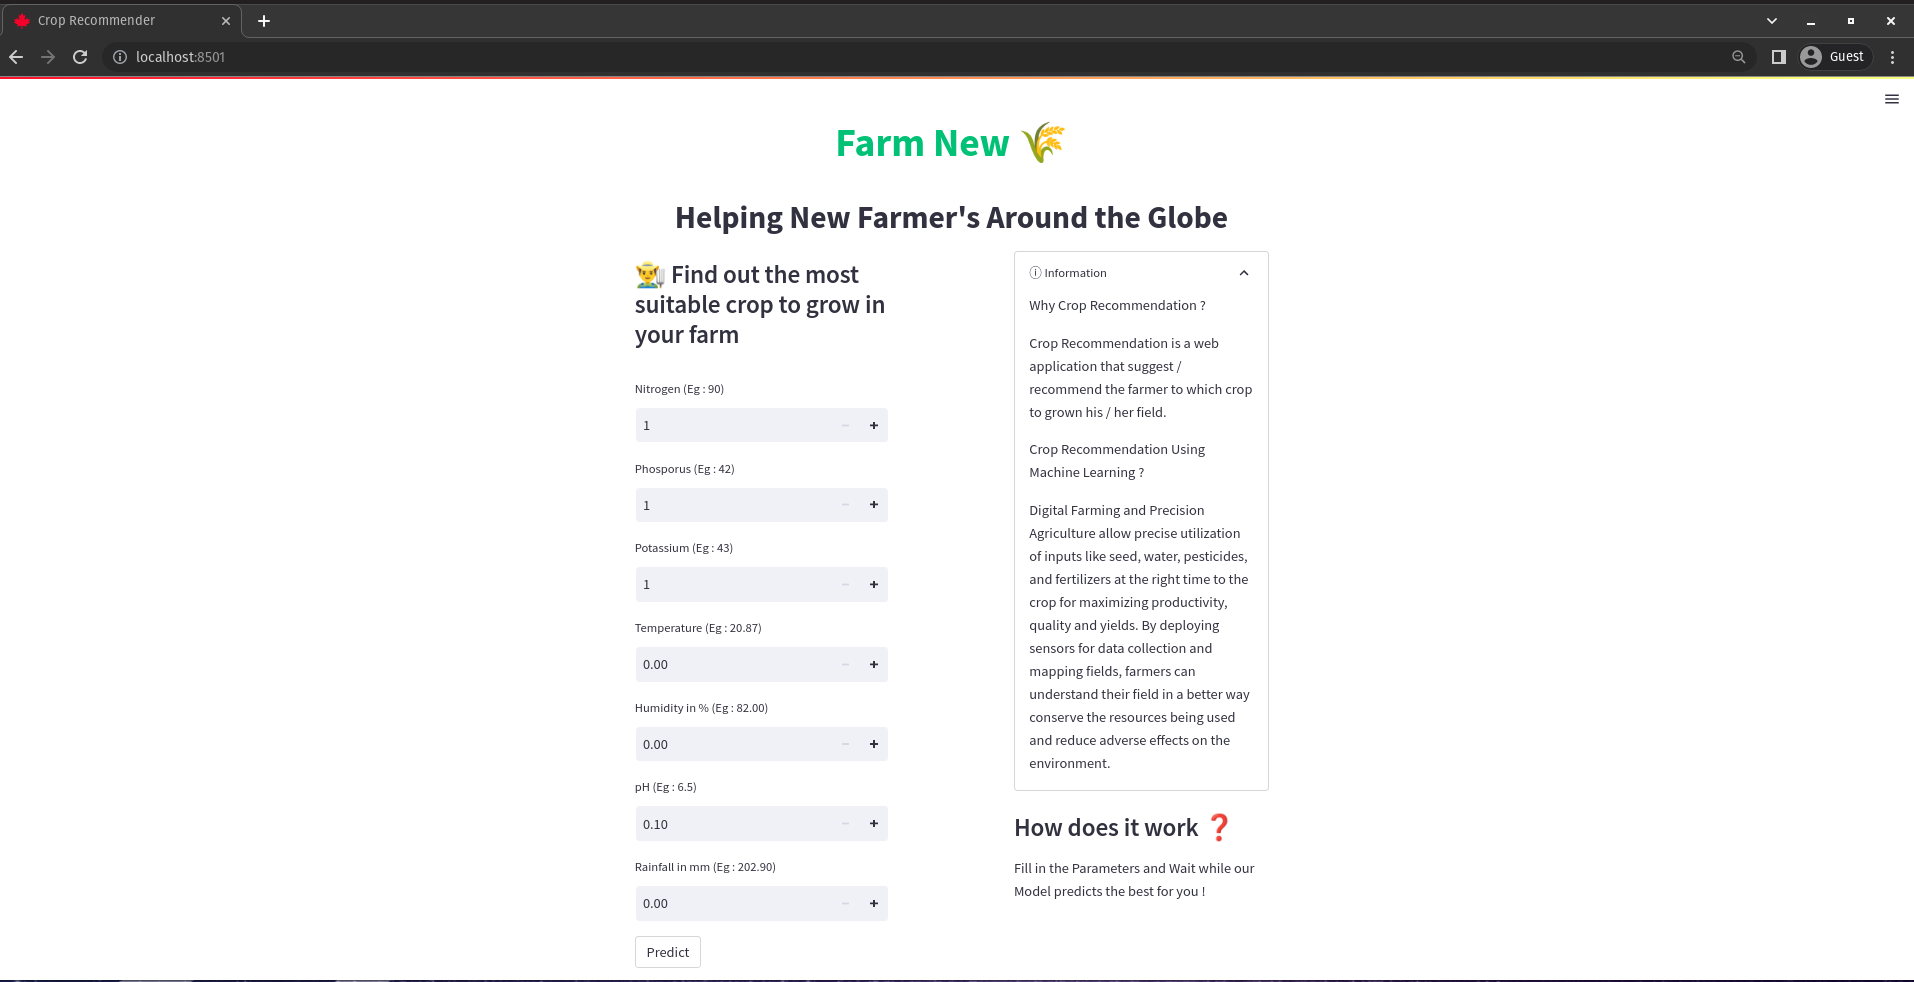 Crop Recommender
localhost:8501
Guest
Farm New
Helping New Farmer's Around the Globe
Find out the most
suitable crop to grow in
your farm
Nitrogen (Eg : 90)
1
Phosporus (Eg : 42)
1
Potassium (Eg : 43)
1
Temperature (Eg : 20.87)
0.00
Humidity in % (Eg : 82.00)
0.00
pH (Eg : 6.5)
0.10
Rainfall in mm (Eg : 202.90)
0.00
Predict
ⓘ Information
Why Crop Recommendation ?
Crop Recommendation is a web
application that suggest /
recommend the farmer to which crop
to grown his / her field.
Crop Recommendation Using
Machine Learning ?
Digital Farming and Precision
Agriculture allow precise utilization
of inputs like seed, water, pesticides,
and fertilizers at the right time to the
crop for maximizing productivity,
quality and yields. By deploying
sensors for data collection and
mapping fields, farmers can
understand their field in a better way
conserve the resources being used
and reduce adverse effects on the
environment.
How does it work ❓
Fill in the Parameters and Wait while our
Model predicts the best for you !